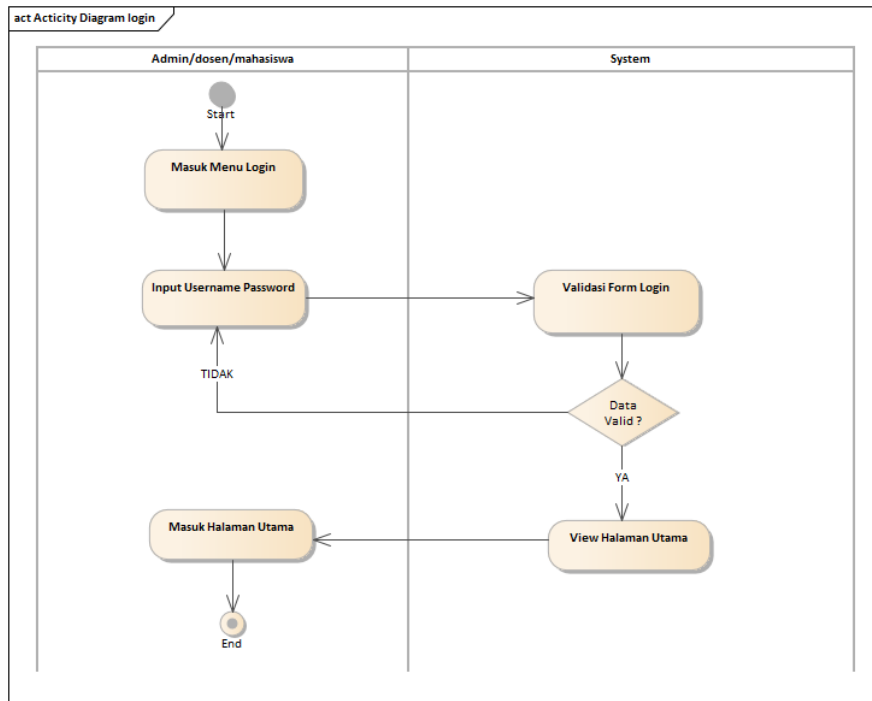 act Acticity Diagram login
Admin/dosen/mahasiswa
System
Start
Masuk Menu Login
Input Username Password
Validasi Form Login
TIDAK
Data
Valid ?
YA
Masuk Halaman Utama
View Halaman Utama
End